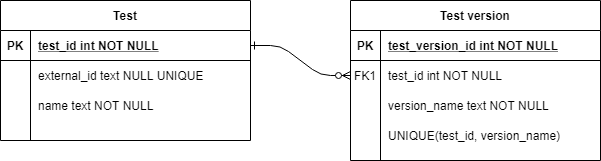 Test
PK test_id int NOT NULL
external_id text NULL UNIQUE
name text NOT NULL
Test version
PK test_version_id int NOT NULL
FK1 test_id int NOT NULL
version_name text NOT NULL
UNIQUE(test_id, version_name)